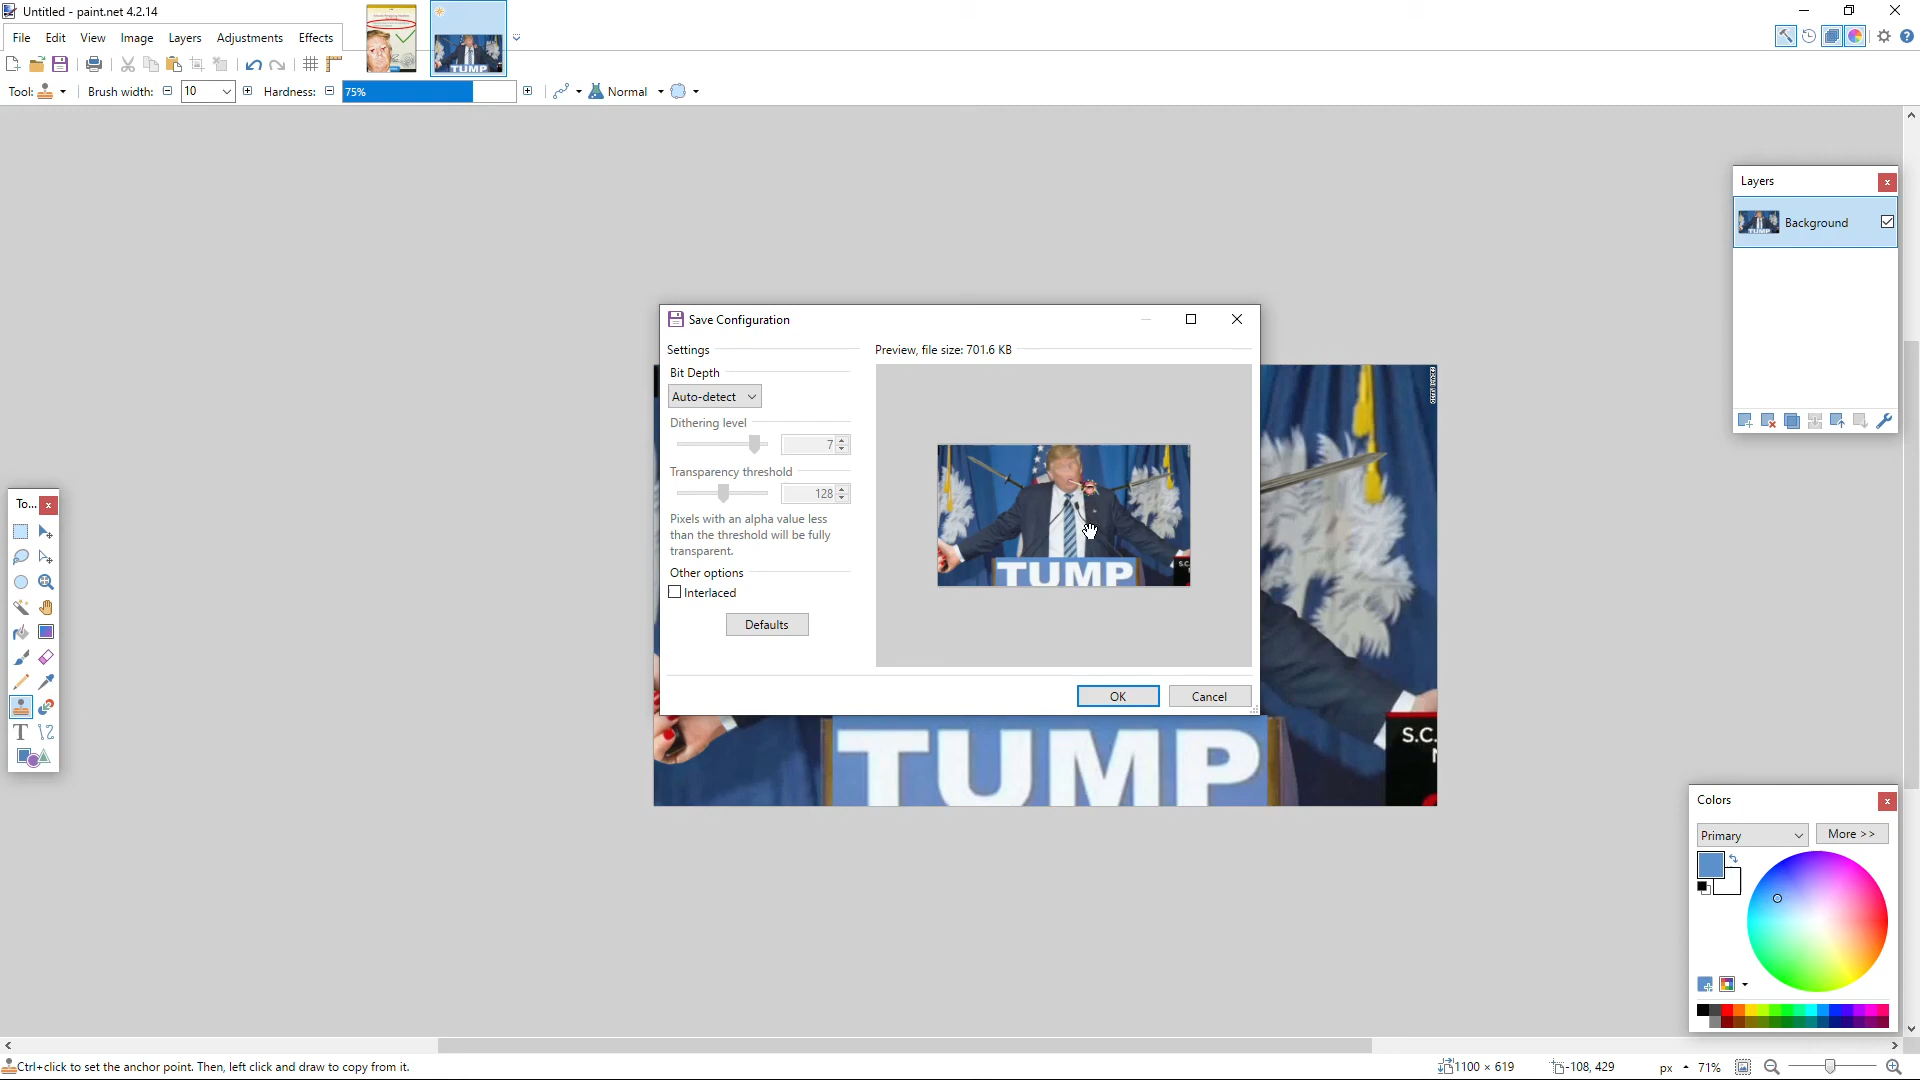 Untitled - paint.net 4.2.14
File Edit View Image Layers Adjustments Effects
Tool: Brush width: 10 Hardness: 75% Normal
Layers
Background
Save Configuration
Settings
Bit Depth
Auto-detect
Dithering level
7
Transparency threshold
128
Pixels with an alpha value less
than the threshold will be fully
transparent.
Other options
Interlaced
Defaults
Preview, file size: 701.6 KB
TUMP
S.C.
OK Cancel
TUMP
S.C.
To...
T
Colors
Primary More >>
Ctrl+click to set the anchor point. Then, left click and draw to copy from it.
1100 × 619 -108, 429 px 71%